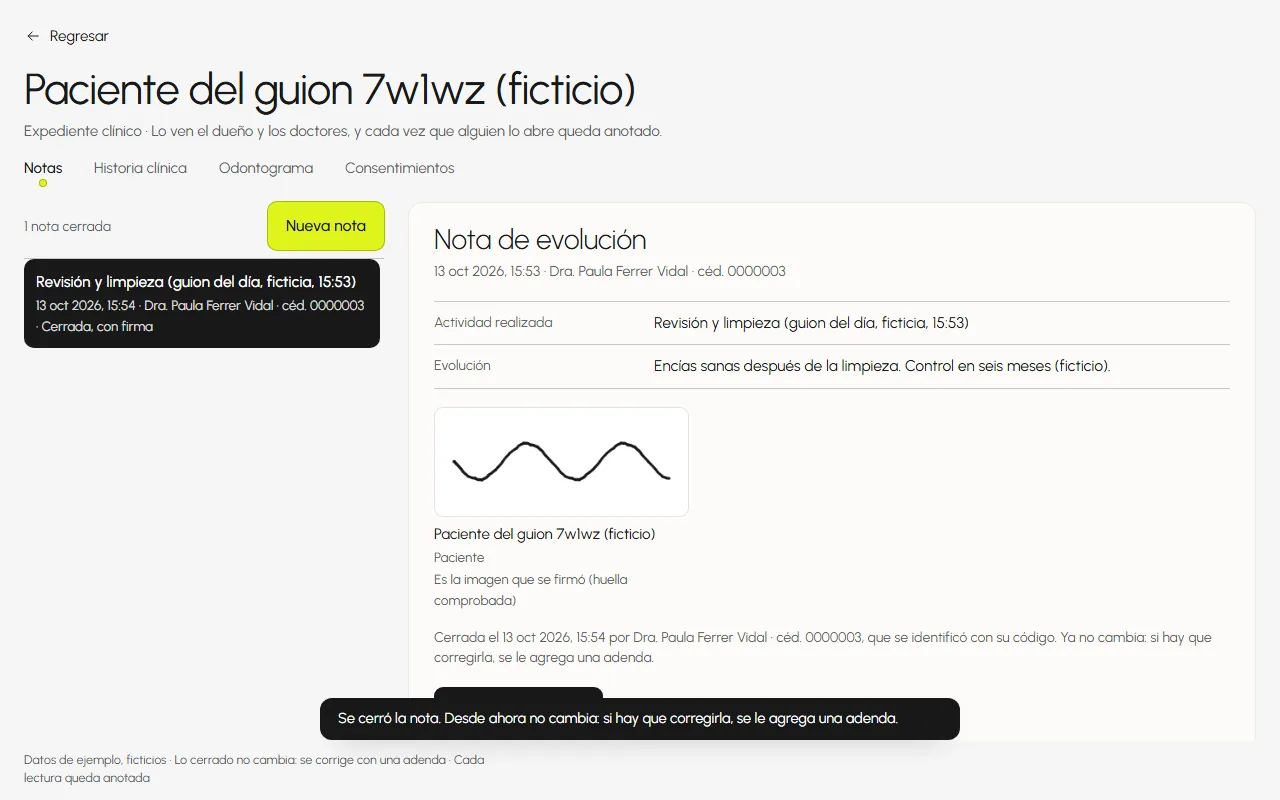 ← Regresar
Paciente del guion 7w1wz (ficticio)
Expediente clínico · Lo ven el dueño y los doctores, y cada vez que alguien lo abre queda anotado.
Notas Historia clínica Odontograma Consentimientos
1 nota cerrada
Nueva nota
Revisión y limpieza (guion del día, ficticia, 15:53)
13 oct 2026, 15:54 · Dra. Paula Ferrer Vidal · céd. 0000003
· Cerrada, con firma
Nota de evolución
13 oct 2026, 15:53 · Dra. Paula Ferrer Vidal · céd. 0000003
Actividad realizada Revisión y limpieza (guion del día, ficticia, 15:53)
Evolución Encías sanas después de la limpieza. Control en seis meses (ficticio).
Paciente del guion 7w1wz (ficticio)
Paciente
Es la imagen que se firmó (huella
comprobada)
Cerrada el 13 oct 2026, 15:54 por Dra. Paula Ferrer Vidal · céd. 0000003, que se identificó con su código. Ya no cambia: si hay que
corregirla, se le agrega una adenda.
Se cerró la nota. Desde ahora no cambia: si hay que corregirla, se le agrega una adenda.
Datos de ejemplo, ficticios · Lo cerrado no cambia: se corrige con una adenda · Cada
lectura queda anotada